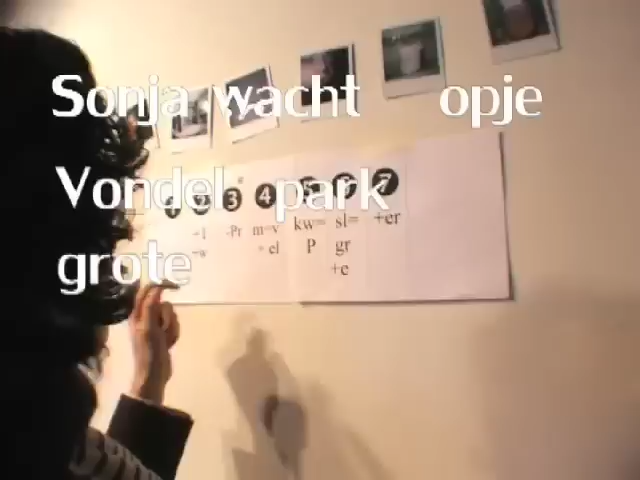 Sonja wacht opje
Vondel park
grote
1 2 3 4 5 6 7
-Pr m=v kw= sl= +er
+el P gr
+e